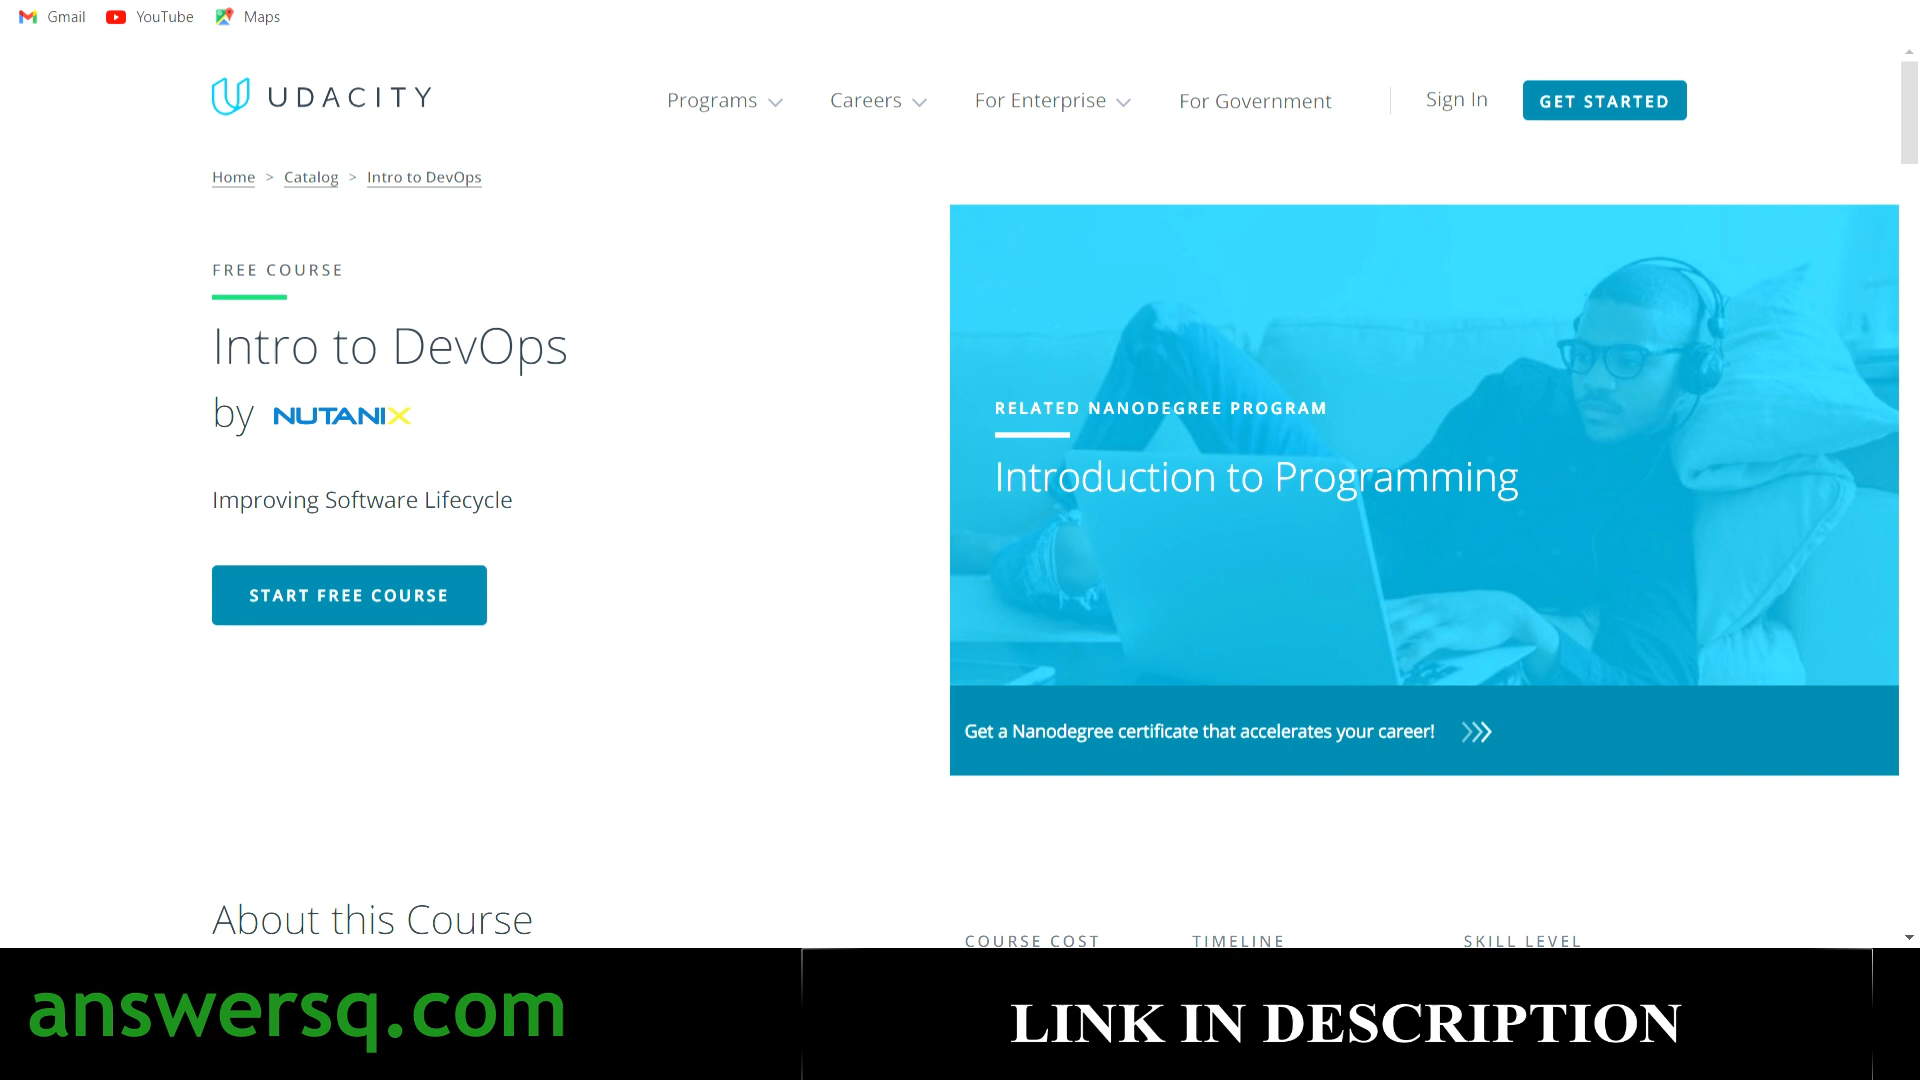 Gmail YouTube Maps
UDACITY Programs Careers For Enterprise For Government Sign In GET STARTED
Home > Catalog > Intro to DevOps
FREE COURSE
Intro to DevOps
by NUTANIX
Improving Software Lifecycle
START FREE COURSE
RELATED NANODEGREE PROGRAM
Introduction to Programming
Get a Nanodegree certificate that accelerates your career!
About this Course
COURSE COST TIMELINE SKILL LEVEL
answersq.com
LINK IN DESCRIPTION